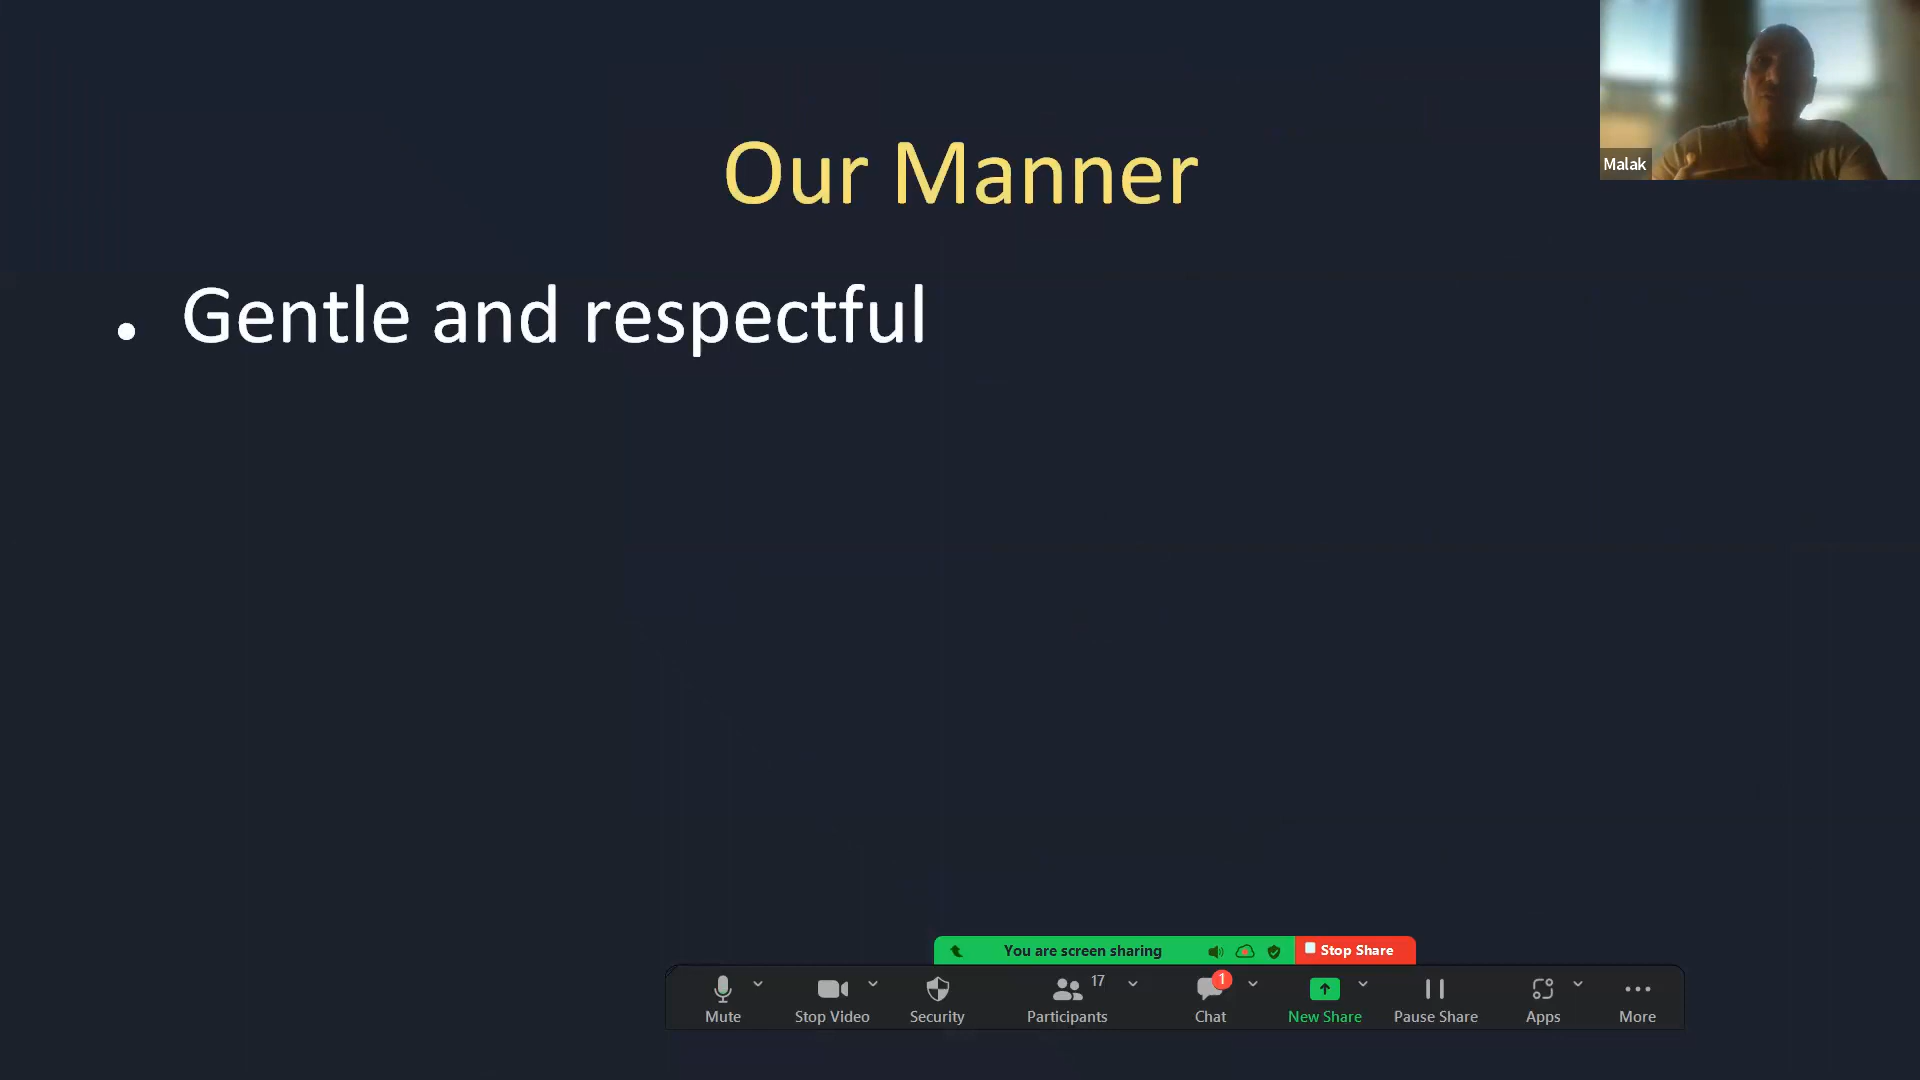 Our Manner
Malak
• Gentle and respectful
You are screen sharing
Stop Share
Mute
Stop Video
Security
Participants
17
Chat
1
New Share
Pause Share
Apps
More